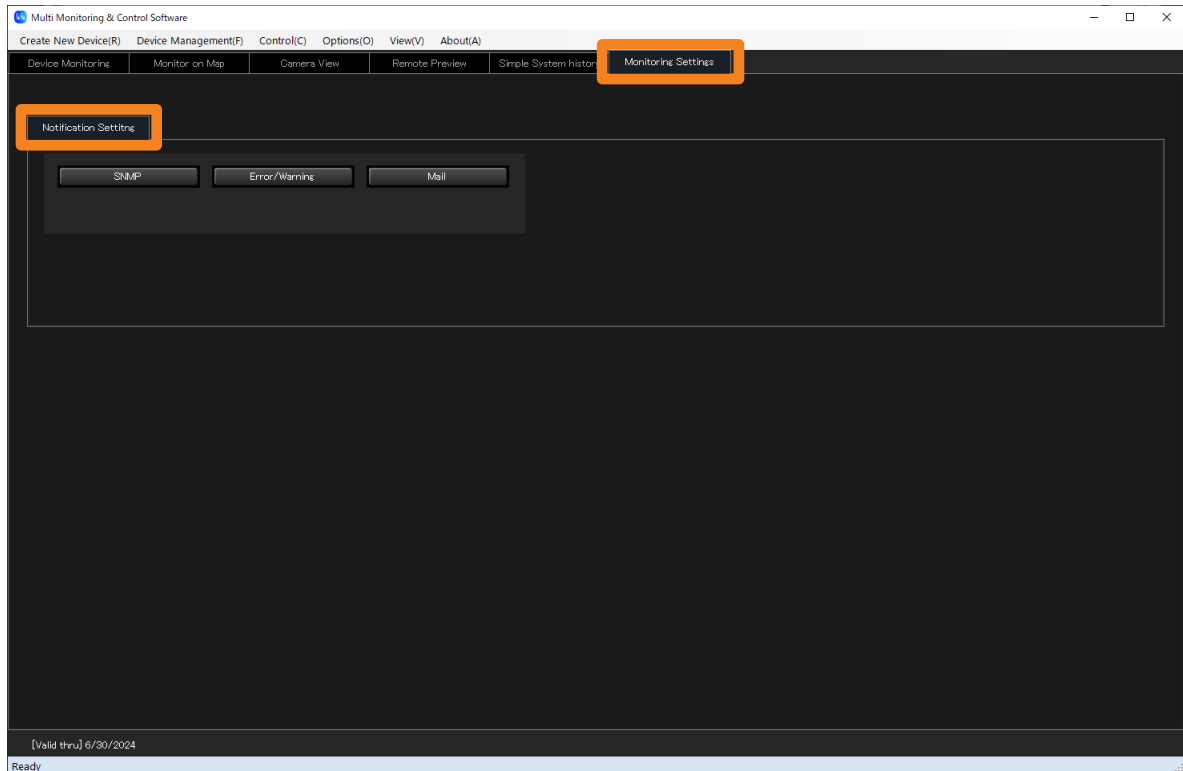 Multi Monitoring & Control Software
Create New Device(R) Device Management(F) Control(C) Options(O) View(V) About(A)
Device Monitoring Monitor on Map Camera View Remote Preview Simple System history Monitoring Settings
Notification Settitng
SNMP Error/Warning Mail
[Valid thru] 6/30/2024
Ready